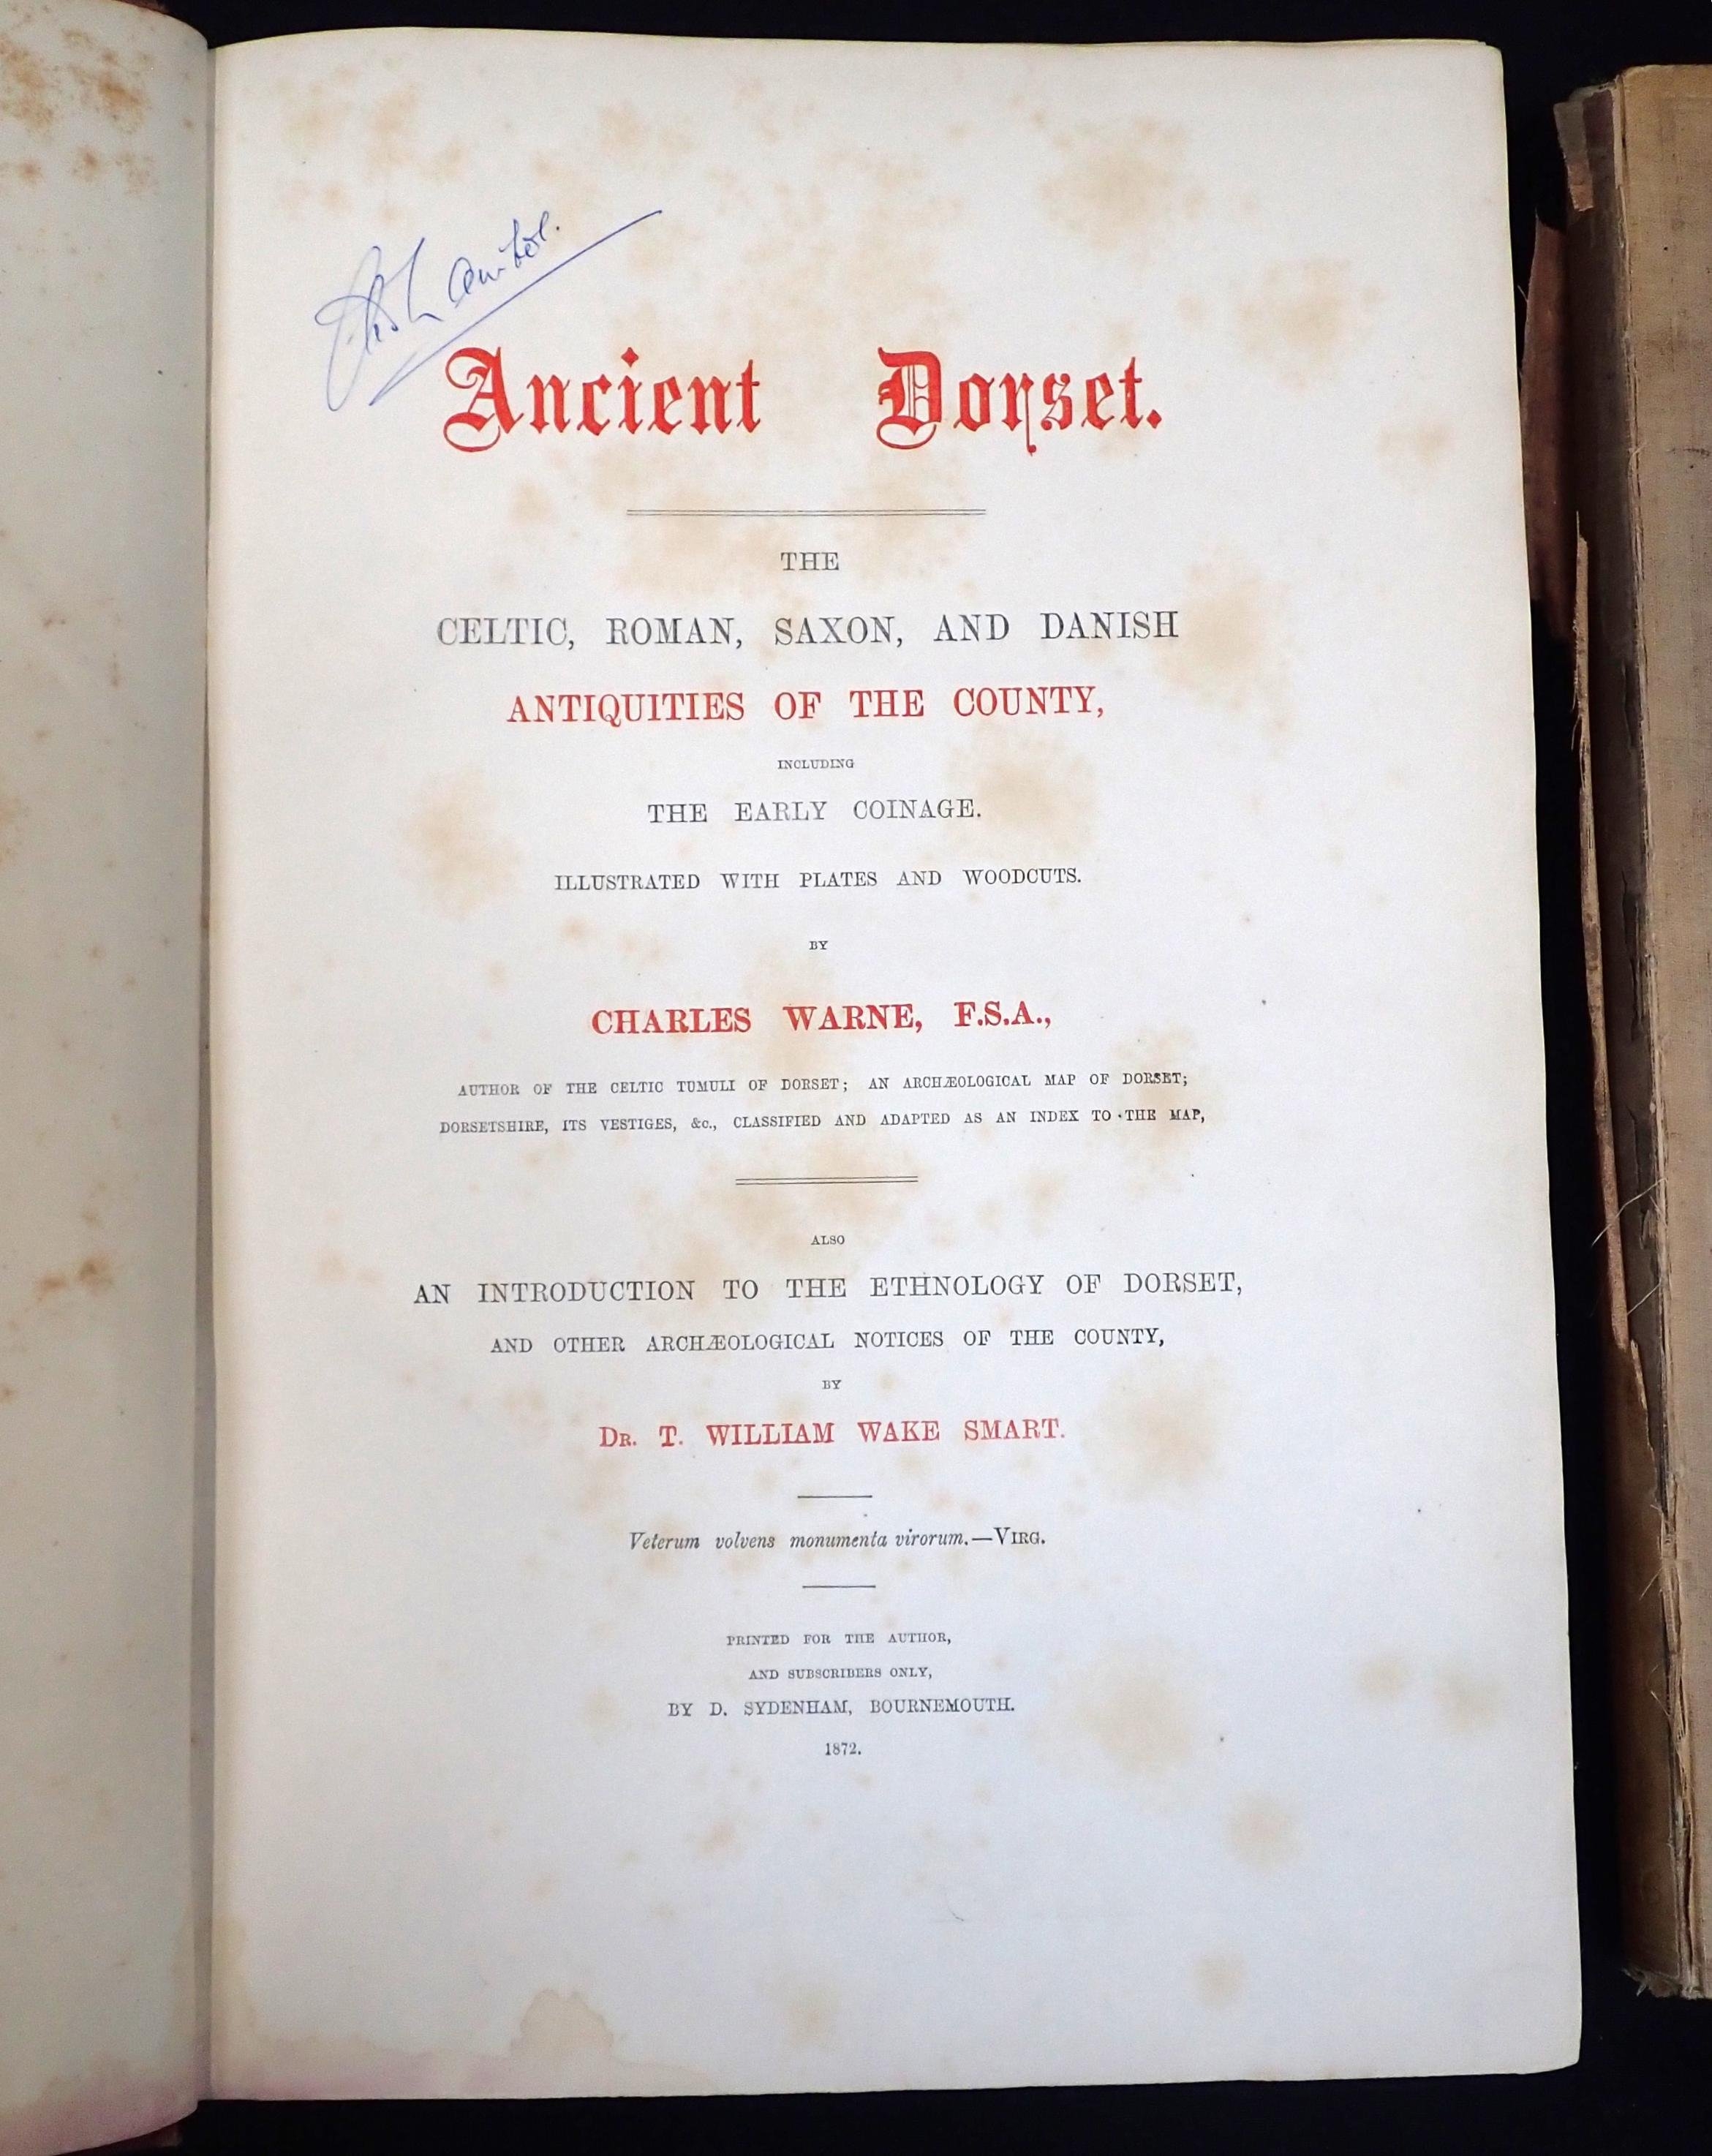 Ancient Dorset.
THE
CELTIC, ROMAN, SAXON, AND DANISH
ANTIQUITIES OF THE COUNTY,
INCLUDING
THE EARLY COINAGE.
ILLUSTRATED WITH PLATES AND WOODCUTS.
BY
CHARLES WARNE, F.S.A.,
AUTHOR OF THE CELTIC TUMULI OF DORSET; AN ARCHÆOLOGICAL MAP OF DORSET;
DORSETSHIRE, ITS VESTIGES, &c., CLASSIFIED AND ADAPTED AS AN INDEX TO THE MAP,
ALSO
AN INTRODUCTION TO THE ETHNOLOGY OF DORSET,
AND OTHER ARCHÆOLOGICAL NOTICES OF THE COUNTY,
BY
DR. T. WILLIAM WAKE SMART.
Veterum volvens monumenta virorum.—VIRG.
PRINTED FOR THE AUTHOR,
AND SUBSCRIBERS ONLY,
BY D. SYDENHAM, BOURNEMOUTH.
1872.